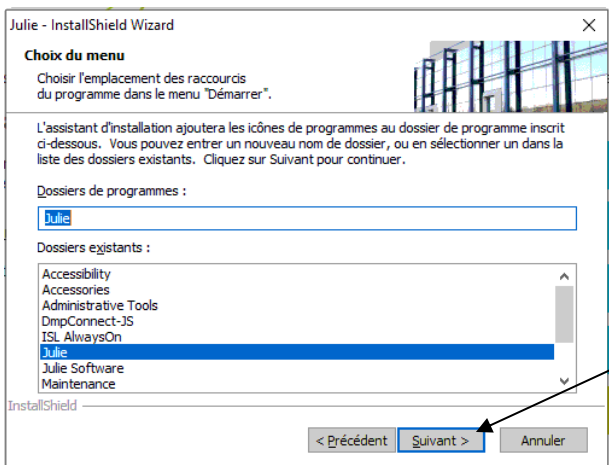 Julie - InstallShield Wizard
Choix du menu
Choisir l'emplacement des raccourcis
du programme dans le menu "Démarrer".
L'assistant d'installation ajoutera les icônes de programmes au dossier de programme inscrit
ci-dessous. Vous pouvez entrer un nouveau nom de dossier, ou en sélectionner un dans la
liste des dossiers existants. Cliquez sur Suivant pour continuer.
Dossiers de programmes :
Julie
Dossiers existants :
Accessibility
Accessories
Administrative Tools
DmpConnect-JS
ISL AlwaysOn
Julie
Julie Software
Maintenance
InstallShield
< Précédent Suivant > Annuler